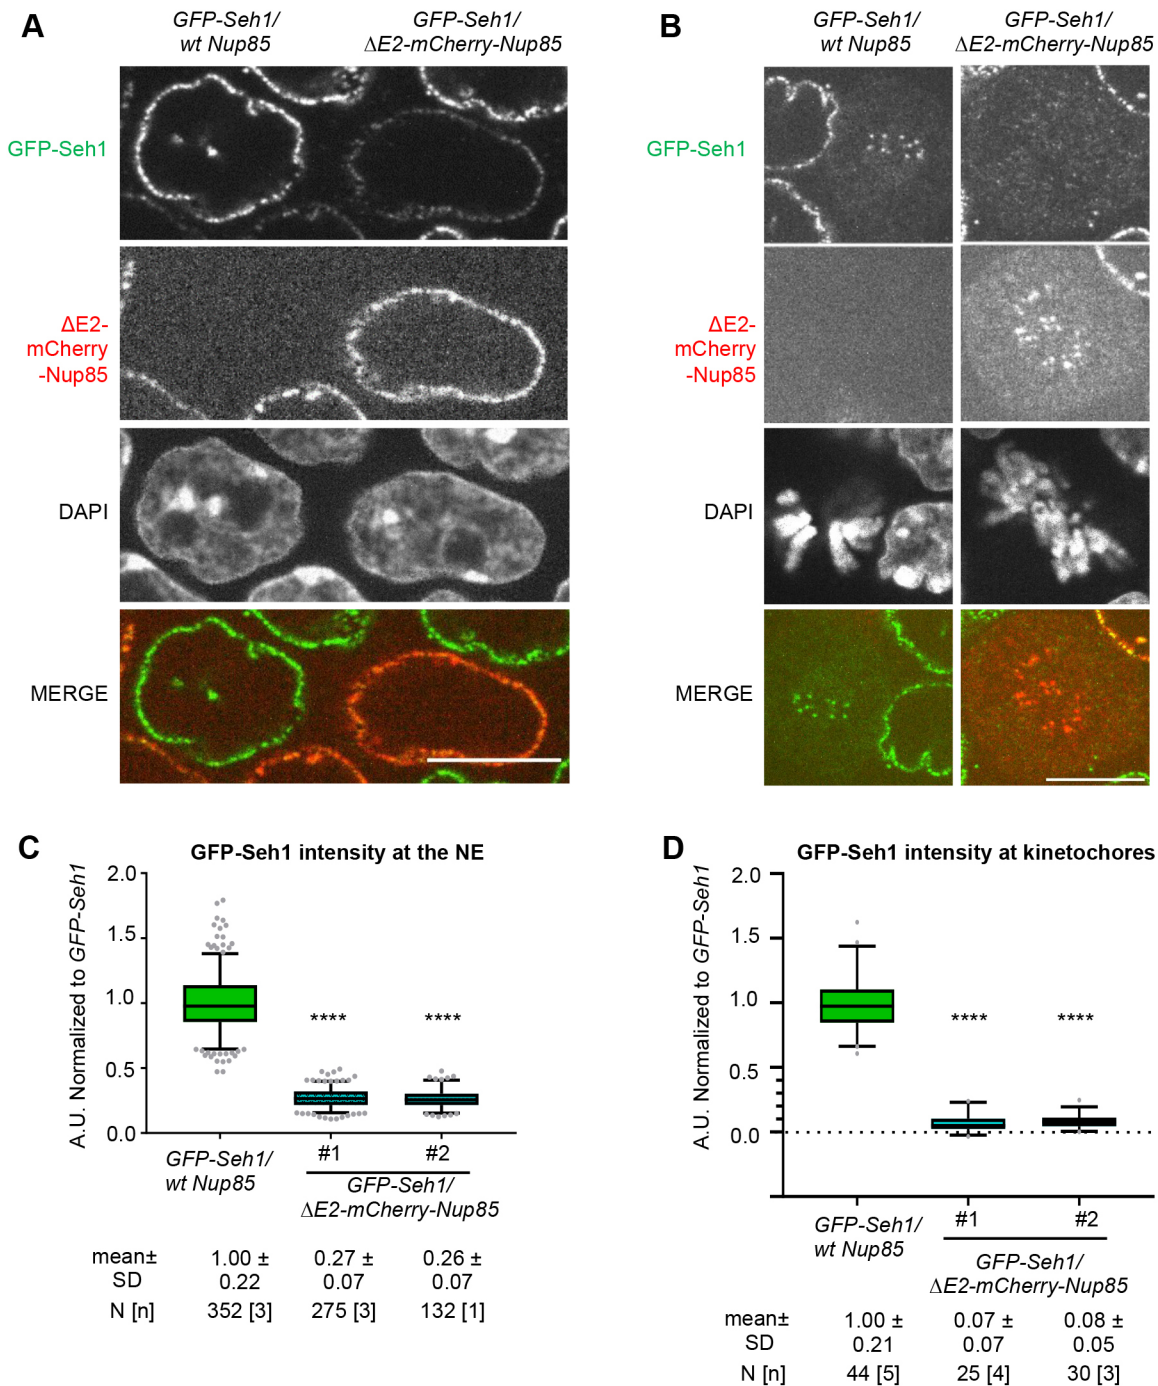 A
GFP-Seh1/
wt Nup85
GFP-Seh1/
ΔE2-mCherry-Nup85
GFP-Seh1
ΔE2-
mCherry
-Nup85
DAPI
MERGE
B
GFP-Seh1/
wt Nup85
GFP-Seh1/
ΔE2-mCherry-Nup85
GFP-Seh1
ΔE2-
mCherry
-Nup85
DAPI
MERGE
C
GFP-Seh1 intensity at the NE
A.U. Normalized to GFP-Seh1
2.0
1.5
1.0
0.5
0.0
****
****
GFP-Seh1/
wt Nup85
#1
#2
GFP-Seh1/
ΔE2-mCherry-Nup85
mean± 1.00 ± 0.27 ± 0.26 ±
SD 0.22 0.07 0.07
N [n] 352 [3] 275 [3] 132 [1]
D
GFP-Seh1 intensity at kinetochores
A.U. Normalized to GFP-Seh1
2.0
1.5
1.0
0.5
0.0
****
****
GFP-Seh1/
wt Nup85
#1
#2
GFP-Seh1/
ΔE2-mCherry-Nup85
mean± 1.00 ± 0.07 ± 0.08 ±
SD 0.21 0.07 0.05
N [n] 44 [5] 25 [4] 30 [3]